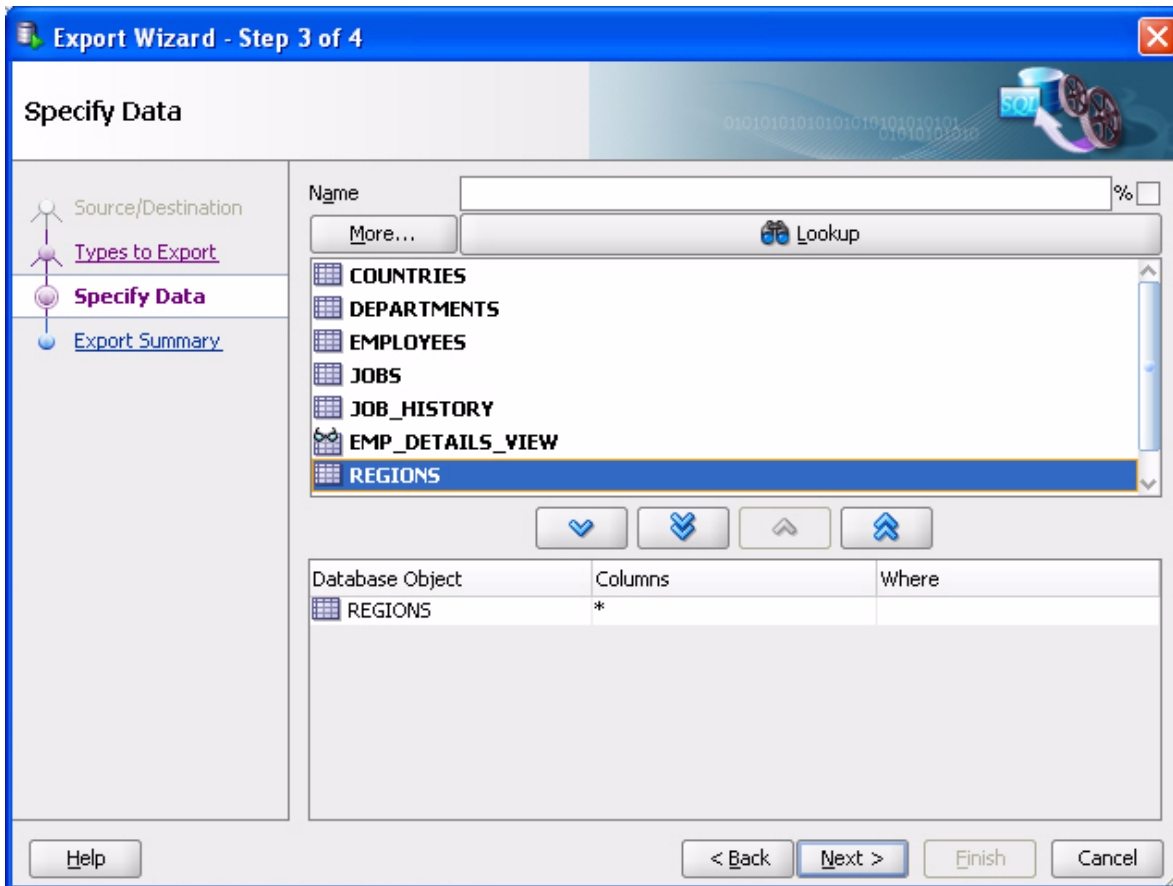 Export Wizard - Step 3 of 4
Specify Data
SQL
Source/Destination
Types to Export
Specify Data
Export Summary
Name %
More... Lookup
COUNTRIES
DEPARTMENTS
EMPLOYEES
JOBS
JOB_HISTORY
EMP_DETAILS_VIEW
REGIONS
Database Object Columns Where
REGIONS *
Help < Back Next > Finish Cancel